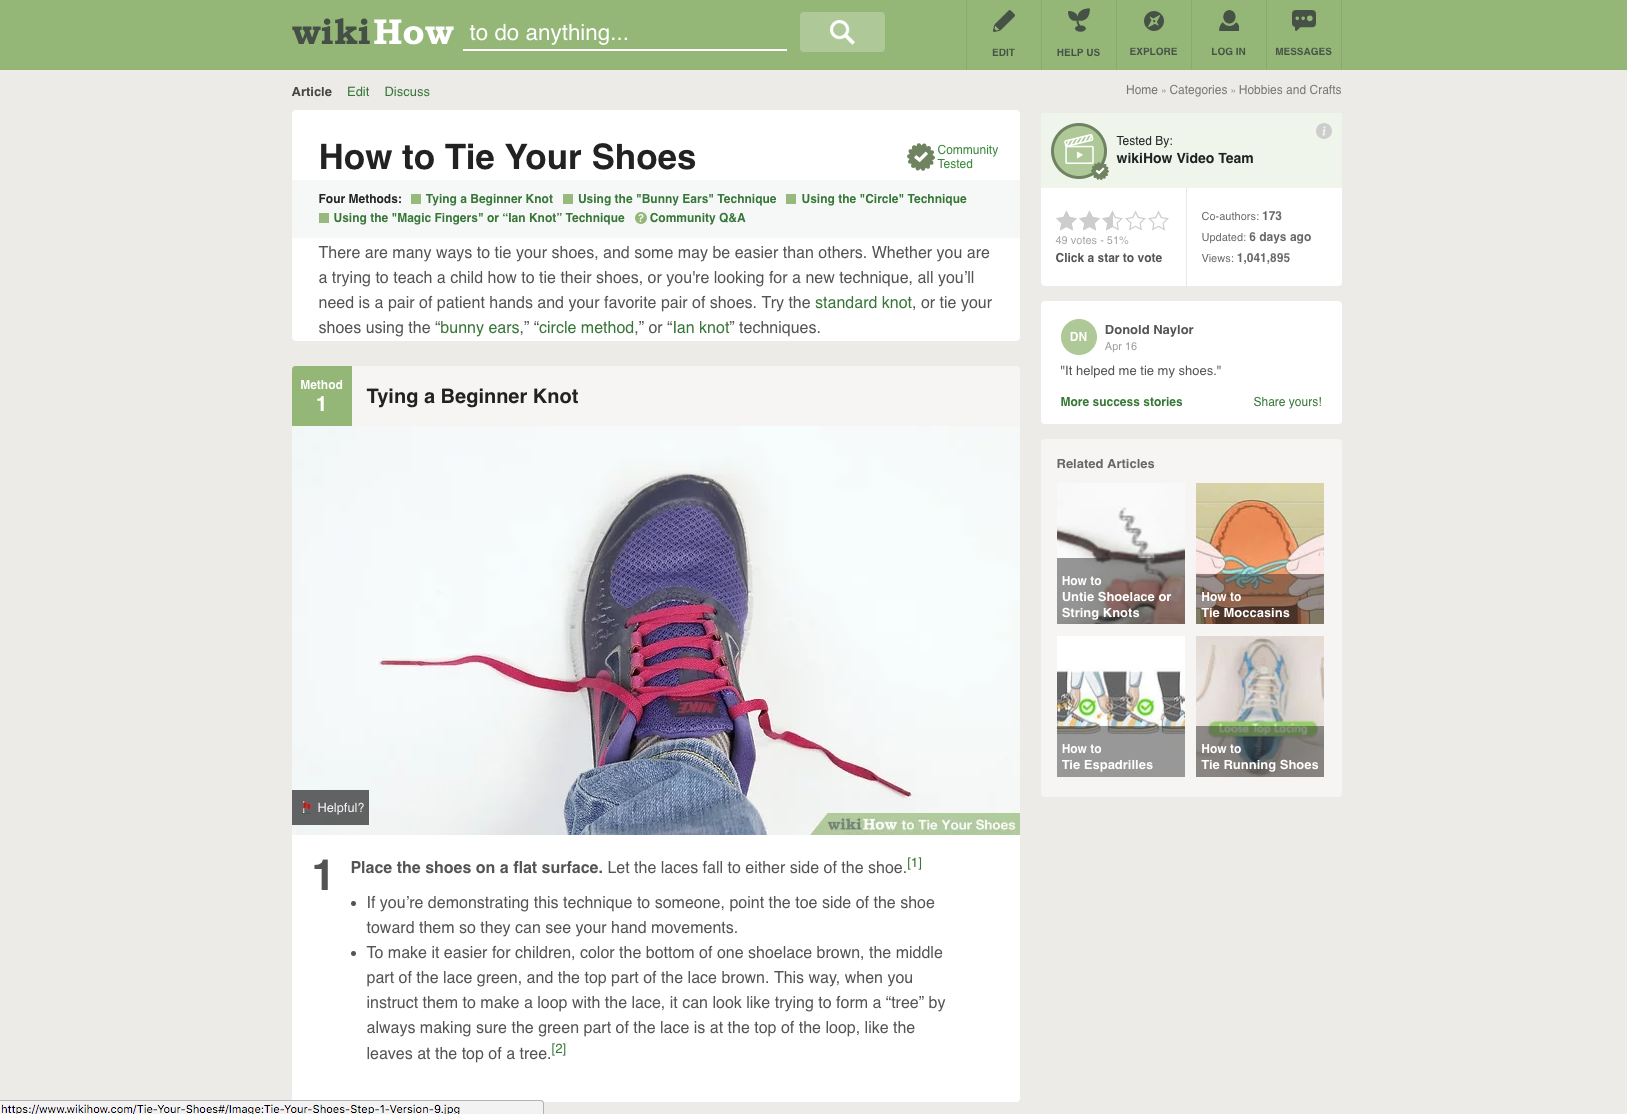 wikiHow to do anything...
EDIT
HELP US
EXPLORE
LOG IN
MESSAGES
Article Edit Discuss
Home » Categories » Hobbies and Crafts
How to Tie Your Shoes
Community
Tested
Four Methods: Tying a Beginner Knot Using the "Bunny Ears" Technique Using the "Circle" Technique
Using the "Magic Fingers" or “Ian Knot” Technique ? Community Q&A
There are many ways to tie your shoes, and some may be easier than others. Whether you are
a trying to teach a child how to tie their shoes, or you're looking for a new technique, all you’ll
need is a pair of patient hands and your favorite pair of shoes. Try the standard knot, or tie your
shoes using the “bunny ears,” “circle method,” or “Ian knot” techniques.
Method
1
Tying a Beginner Knot
NIKE
Helpful?
wikiHow to Tie Your Shoes
1 Place the shoes on a flat surface. Let the laces fall to either side of the shoe.[1]
• If you’re demonstrating this technique to someone, point the toe side of the shoe
toward them so they can see your hand movements.
• To make it easier for children, color the bottom of one shoelace brown, the middle
part of the lace green, and the top part of the lace brown. This way, when you
instruct them to make a loop with the lace, it can look like trying to form a “tree” by
always making sure the green part of the lace is at the top of the loop, like the
leaves at the top of a tree.[2]
Tested By:
wikiHow Video Team
i
49 votes - 51%
Click a star to vote
Co-authors: 173
Updated: 6 days ago
Views: 1,041,895
DN
Donold Naylor
Apr 16
"It helped me tie my shoes."
More success stories Share yours!
Related Articles
How to
Untie Shoelace or
String Knots
How to
Tie Moccasins
How to
Tie Espadrilles
Loose Top Lacing
How to
Tie Running Shoes
https://www.wikihow.com/Tie-Your-Shoes#/Image:Tie-Your-Shoes-Step-1-Version-9.jpg